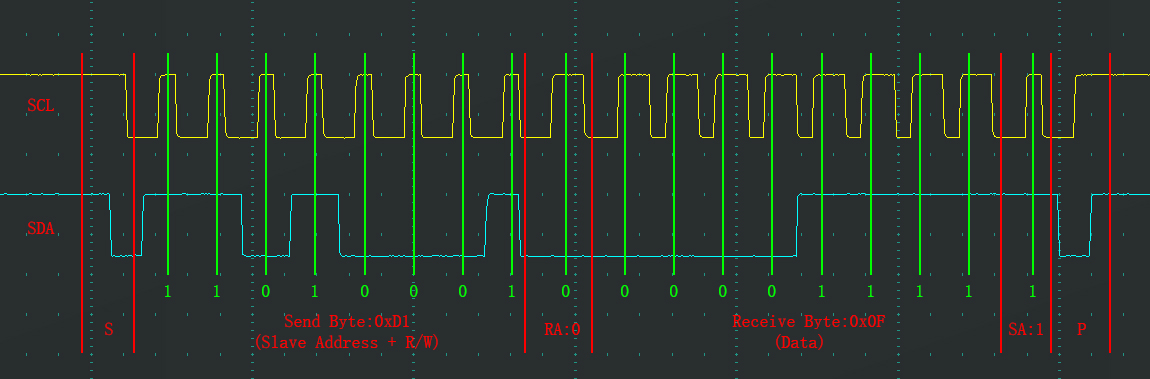 SCL
SDA
1 1 0 1 0 0 0 1 0 0 0 0 0 1 1 1 1 1
S
Send Byte:0xD1
(Slave Address + R/W)
RA:0
Receive Byte:0x0F
(Data)
SA:1
P